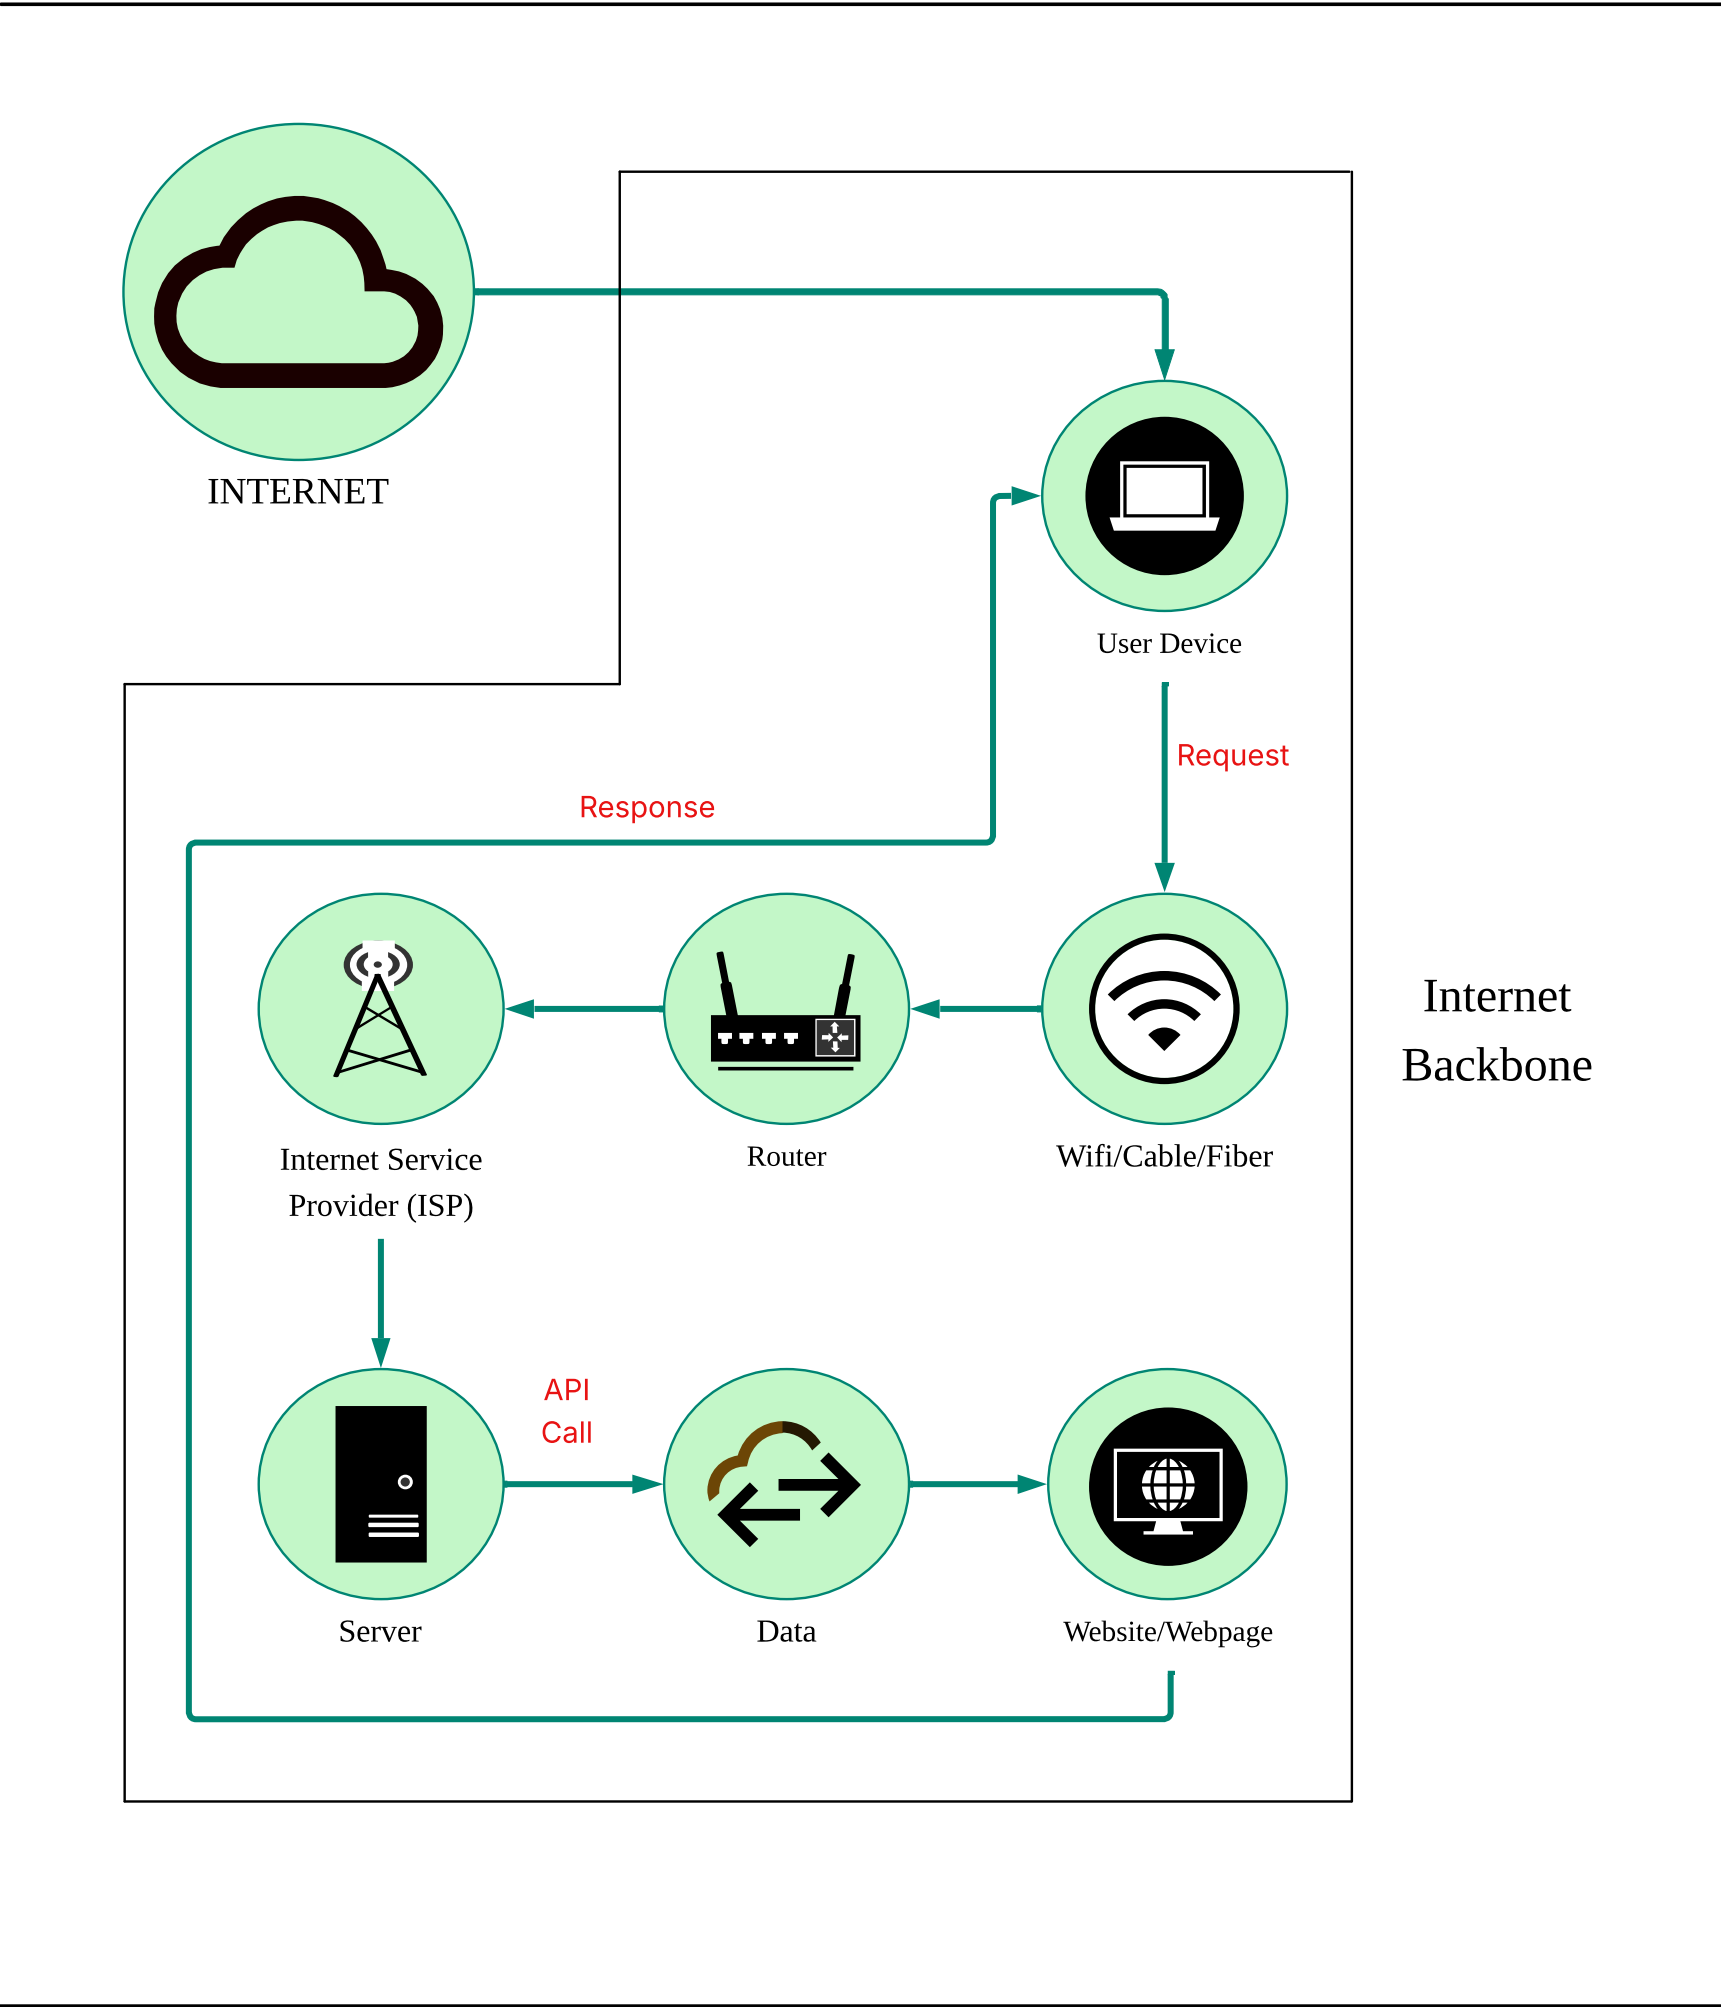 INTERNET
User Device
Request
Response
Internet
Backbone
Internet Service
Provider (ISP)
Router
Wifi/Cable/Fiber
API
Call
Server
Data
Website/Webpage